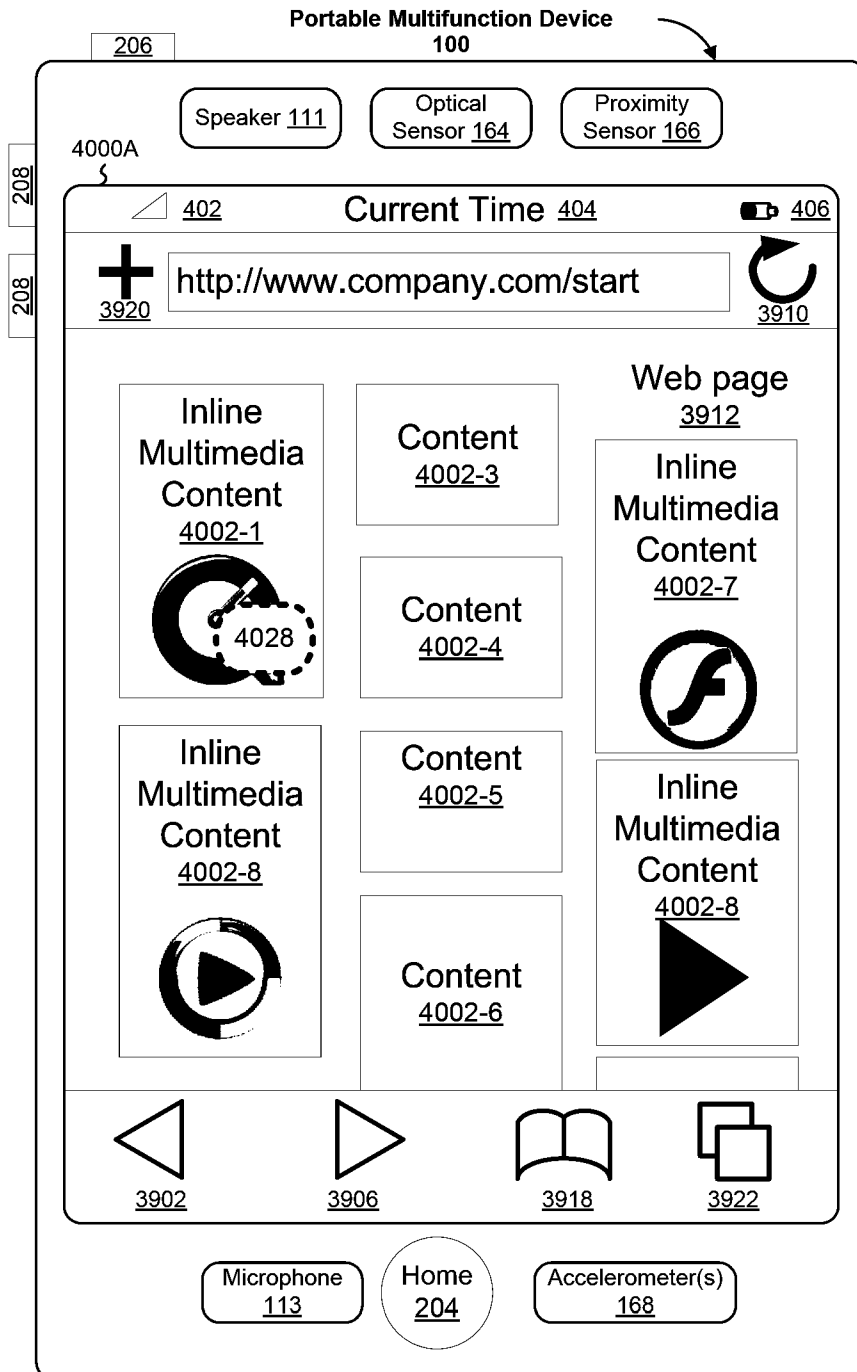 Portable Multifunction Device
100
206
Speaker 111
Optical
Sensor 164
Proximity
Sensor 166
208
208
4000A
402
Current Time 404
406
3920
http://www.company.com/start
3910
Web page
3912
Inline
Multimedia
Content
4002-1
4028
Content
4002-3
Inline
Multimedia
Content
4002-7
Content
4002-4
Inline
Multimedia
Content
4002-8
Content
4002-5
Inline
Multimedia
Content
4002-8
Content
4002-6
3902
3906
3918
3922
Microphone
113
Home
204
Accelerometer(s)
168